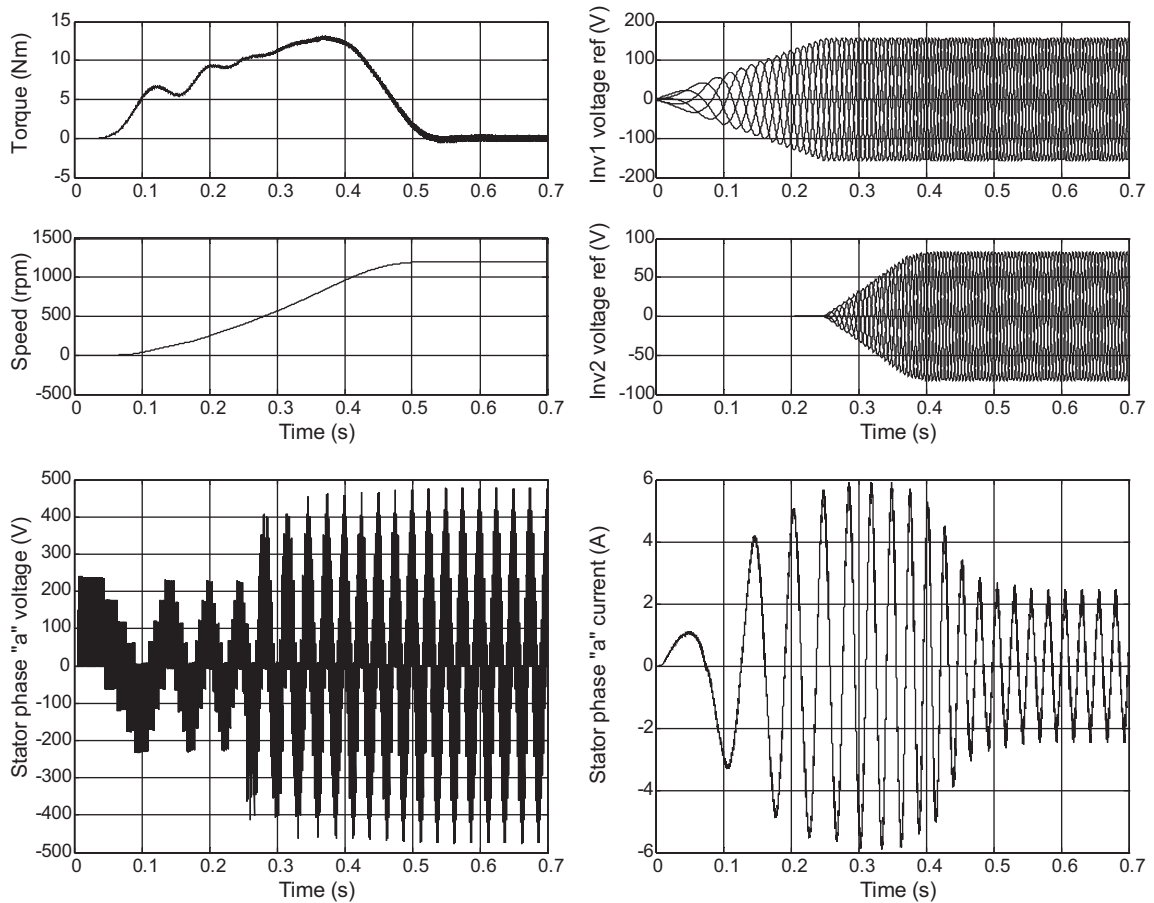 Torque (Nm)
15
10
5
0
-5
0 0.1 0.2 0.3 0.4 0.5 0.6 0.7
Inv1 voltage ref (V)
200
100
0
-100
-200
0 0.1 0.2 0.3 0.4 0.5 0.6 0.7
Speed (rpm)
1500
1000
500
0
-500
0 0.1 0.2 0.3 0.4 0.5 0.6 0.7
Time (s)
Inv2 voltage ref (V)
100
50
0
-50
-100
0 0.1 0.2 0.3 0.4 0.5 0.6 0.7
Time (s)
Stator phase "a" voltage (V)
500
400
300
200
100
0
-100
-200
-300
-400
-500
0 0.1 0.2 0.3 0.4 0.5 0.6 0.7
Time (s)
Stator phase "a" current (A)
6
4
2
0
-2
-4
-6
0 0.1 0.2 0.3 0.4 0.5 0.6 0.7
Time (s)